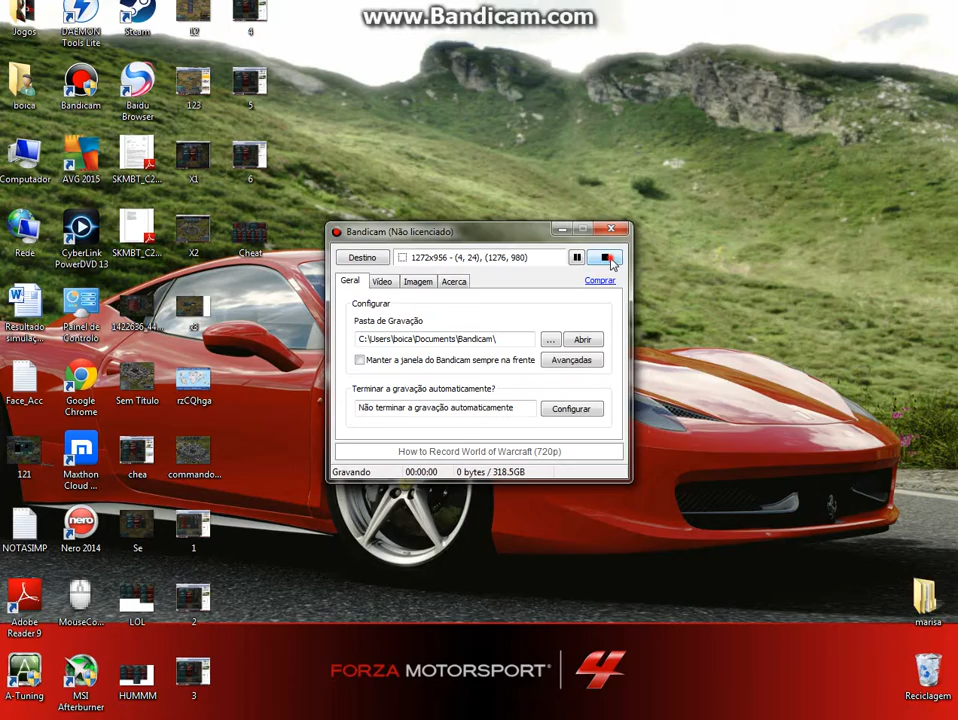 www.Bandicam.com
Jogos
DAEMON
Tools Lite
Steam
4
boica
Bandicam
Baidu
Browser
123
5
Computador
AVG 2015
SKMBT_C2...
X1
6
Rede
CyberLink
PowerDVD 13
SKMBT_C2...
X2
Cheat
Resultado
simulaç...
Painel de
Controlo
1422636_44...
x3
Face_Acc
Google
Chrome
Sem Título
rzCQhga
121
Maxthon
Cloud ...
chea
commando...
NOTASIMP
Nero 2014
Se
1
Adobe
Reader 9
MouseCo...
LOL
2
A-Tuning
MSI
Afterburner
HUMMM
3
Bandicam (Não licenciado)
Destino
1272x956 - (4, 24), (1276, 980)
Geral
Vídeo
Imagem
Acerca
Comprar
Configurar
Pasta de Gravação
C:\Users\boica\Documents\Bandicam\
...
Abrir
Manter a janela do Bandicam sempre na frente
Avançadas
Terminar a gravação automaticamente?
Não terminar a gravação automaticamente
Configurar
How to Record World of Warcraft (720p)
Gravando
00:00:00
0 bytes / 318.5GB
marisa
Reciclagem
FORZA MOTORSPORT 4